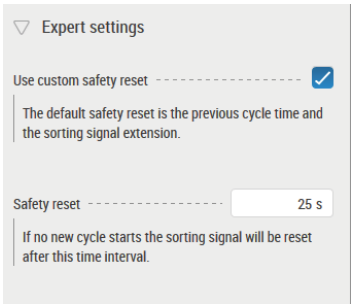 Expert settings
Use custom safety reset
The default safety reset is the previous cycle time and
the sorting signal extension.
Safety reset
25 s
If no new cycle starts the sorting signal will be reset
after this time interval.